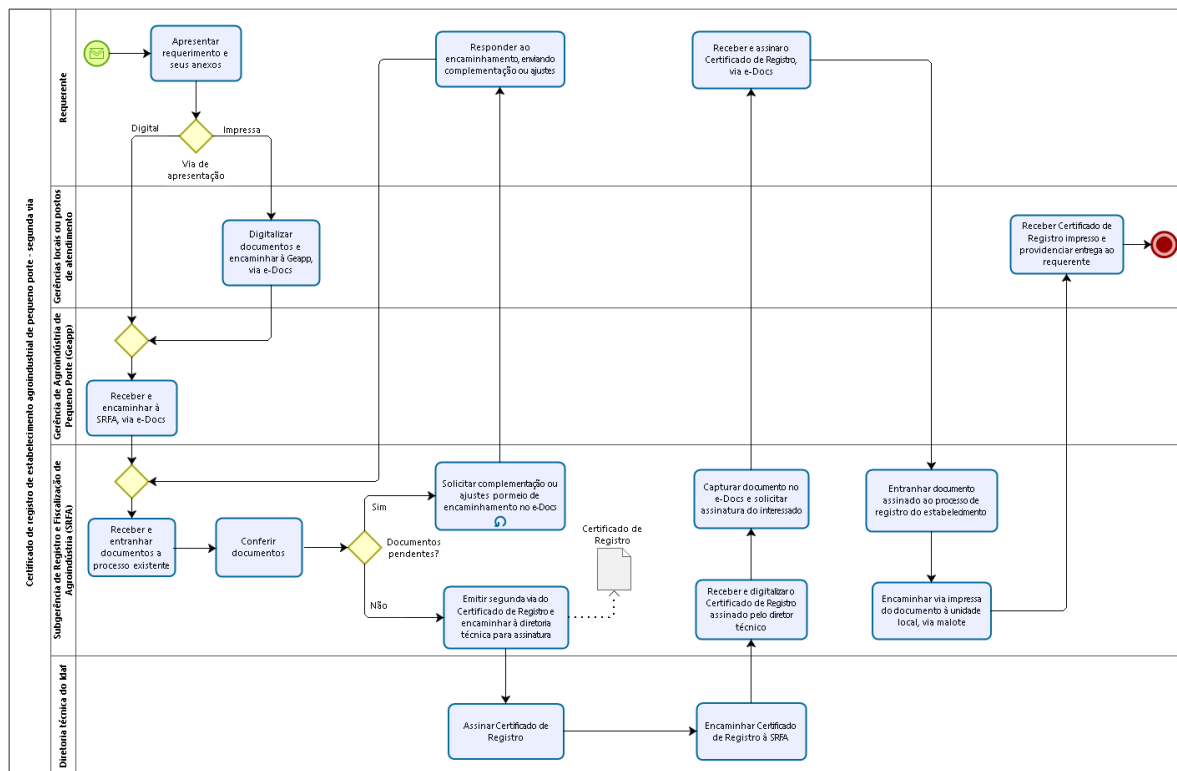 Certificado de registro de estabelecimento agroindustrial de pequeno porte - segunda via
Requerente
Apresentar
requerimento e
seus anexos
Digital
Impressa
Via de
apresentação
Responder ao
encaminhamento, enviando
complementação ou ajustes
Receber e assinar o
Certificado de Registro,
via e-Docs
Gerências locais ou postos
de atendimento
Digitalizar
documentos e
encaminhar à Geapp,
via e-Docs
Receber Certificado de
Registro impresso e
providenciar entrega ao
requerente
Gerência de Agroindústria de
Pequeno Porte (Geapp)
Receber e
encaminhar à
SRFA, via e-Docs
Subgerência de Registro e Fiscalização de
Agroindústria (SRFA)
Receber e
entranhar
documentos a
processo existente
Conferir
documentos
Documentos
pendentes?
Sim
Não
Solicitar complementação ou
ajustes por meio de
encaminhamento no e-Docs
Emitir segunda via do
Certificado de Registro e
encaminhar à diretoria
técnica para assinatura
Certificado de
Registro
Capturar documento no
e-Docs e solicitar
assinatura do interessado
Receber e digitalizar o
Certificado de Registro
assinado pelo diretor
técnico
Entranhar documento
assinado ao processo de
registro do estabelecimento
Encaminhar via impressa
do documento à unidade
local, via malote
Diretoria técnica do Idaf
Assinar Certificado de
Registro
Encaminhar Certificado
de Registro à SRFA